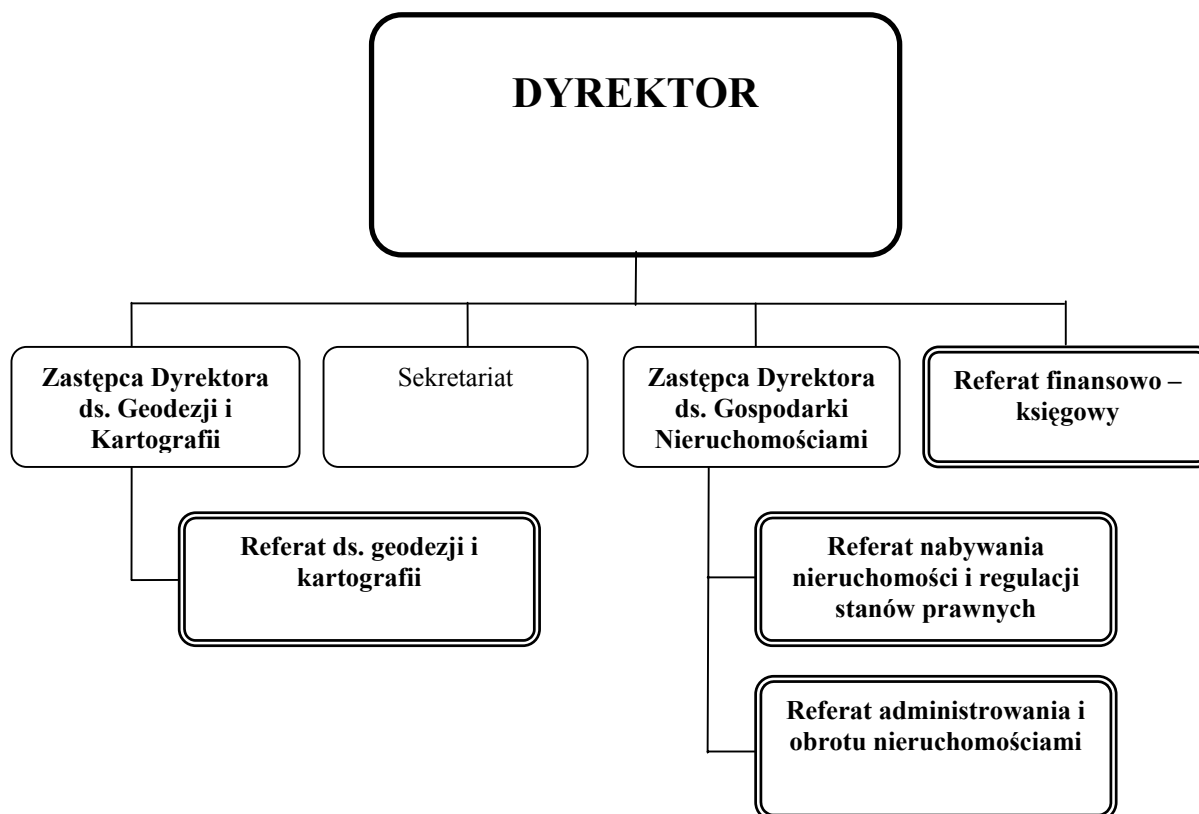 DYREKTOR
Zastępca Dyrektora
ds. Geodezji i
Kartografii
Sekretariat
Zastępca Dyrektora
ds. Gospodarki
Nieruchomościami
Referat finansowo –
księgowy
Referat ds. geodezji i
kartografii
Referat nabywania
nieruchomości i regulacji
stanów prawnych
Referat administrowania i
obrotu nieruchomościami